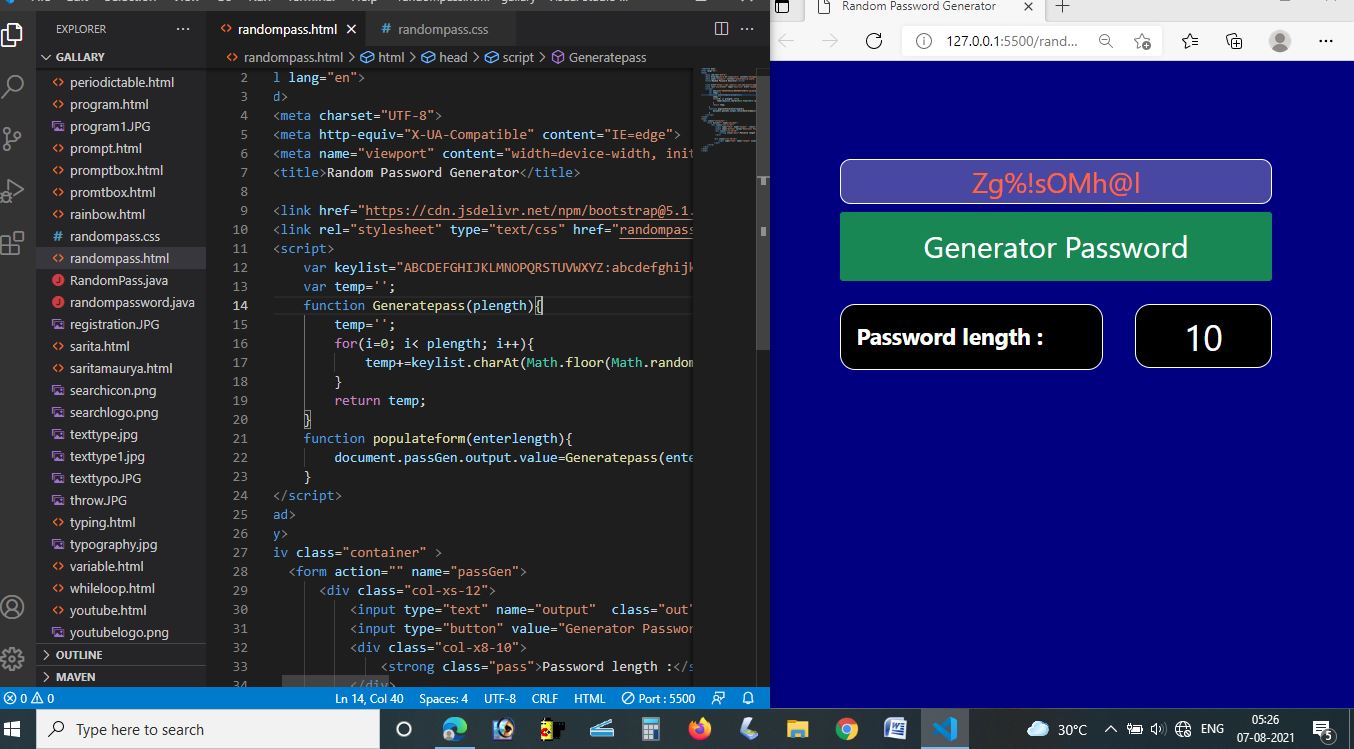 EXPLORER
GALLARY
periodictable.html
program.html
program1.JPG
prompt.html
promptbox.html
promtbox.html
rainbow.html
# randompass.css
randompass.html
RandomPass.java
randompassword.java
registration.JPG
sarita.html
saritamaurya.html
searchicon.png
searchlogo.png
texttype.jpg
texttype1.jpg
texttypo.JPG
throw.JPG
typing.html
typography.jpg
variable.html
whileloop.html
youtube.html
youtubelogo.png
OUTLINE
MAVEN
randompass.html
# randompass.css
randompass.html > html > head > script > Generatepass
2 l lang="en">
3 d>
4 <meta charset="UTF-8">
5 <meta http-equiv="X-UA-Compatible" content="IE=edge">
6 <meta name="viewport" content="width=device-width, init
7 <title>Random Password Generator</title>
8
9 <link href="https://cdn.jsdelivr.net/npm/bootstrap@5.1.
10 <link rel="stylesheet" type="text/css" href="randompass
11 <script>
12 var keylist="ABCDEFGHIJKLMNOPQRSTUVWXYZ:abcdefghijk
13 var temp='';
14 function Generatepass(plength){
15 temp='';
16 for(i=0; i< plength; i++){
17 temp+=keylist.charAt(Math.floor(Math.random
18 }
19 return temp;
20 }
21 function populateform(enterlength){
22 document.passGen.output.value=Generatepass(ente
23 }
24 </script>
25 ad>
26 y>
27 iv class="container" >
28 <form action="" name="passGen">
29 <div class="col-xs-12">
30 <input type="text" name="output" class="out"
31 <input type="button" value="Generator Passwor
32 <div class="col-x8-10">
33 <strong class="pass">Password length :</s
34 </div>
0 0
Ln 14, Col 40 Spaces: 4 UTF-8 CRLF HTML Port : 5500
Random Password Generator
127.0.0.1:5500/rand...
Zg%!sOMh@l
Generator Password
Password length :
10
Type here to search
30°C
ENG
05:26
07-08-2021
5